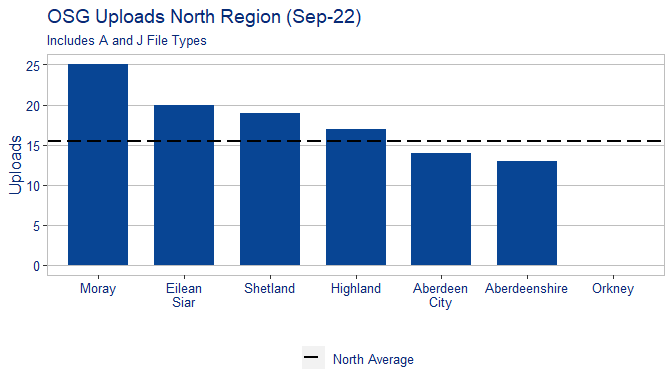 OSG Uploads North Region (Sep-22)
Includes A and J File Types
Uploads
25
20
15
10
5
0
Moray
Eilean
Siar
Shetland
Highland
Aberdeen
City
Aberdeenshire
Orkney
North Average